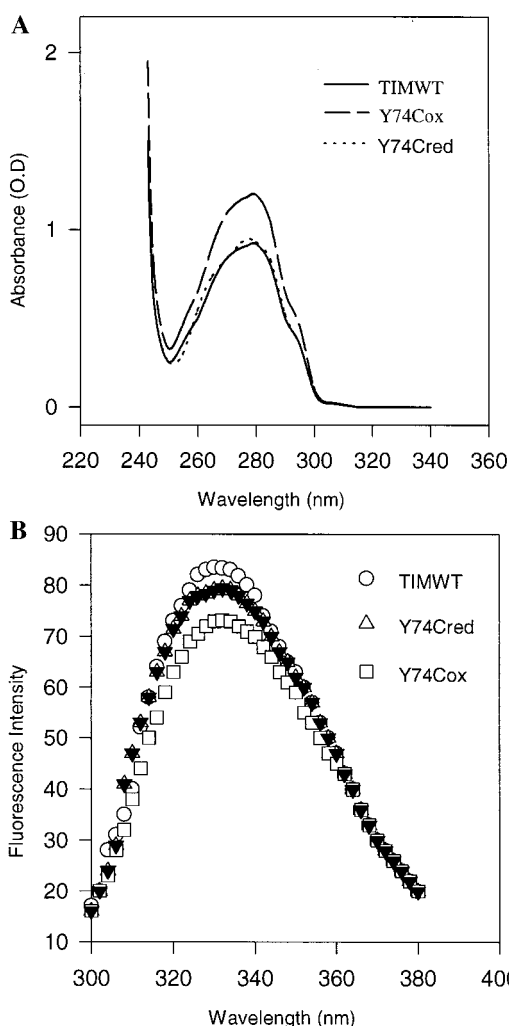 A
2
1
0
Absorbance (O.D)
TIMWT
Y74Cox
Y74Cred
220 240 260 280 300 320 340 360
Wavelength (nm)
B
90
80
70
60
50
40
30
20
10
Fluorescence Intensity
TIMWT
Y74Cred
Y74Cox
300 320 340 360 380 400
Wavelength (nm)